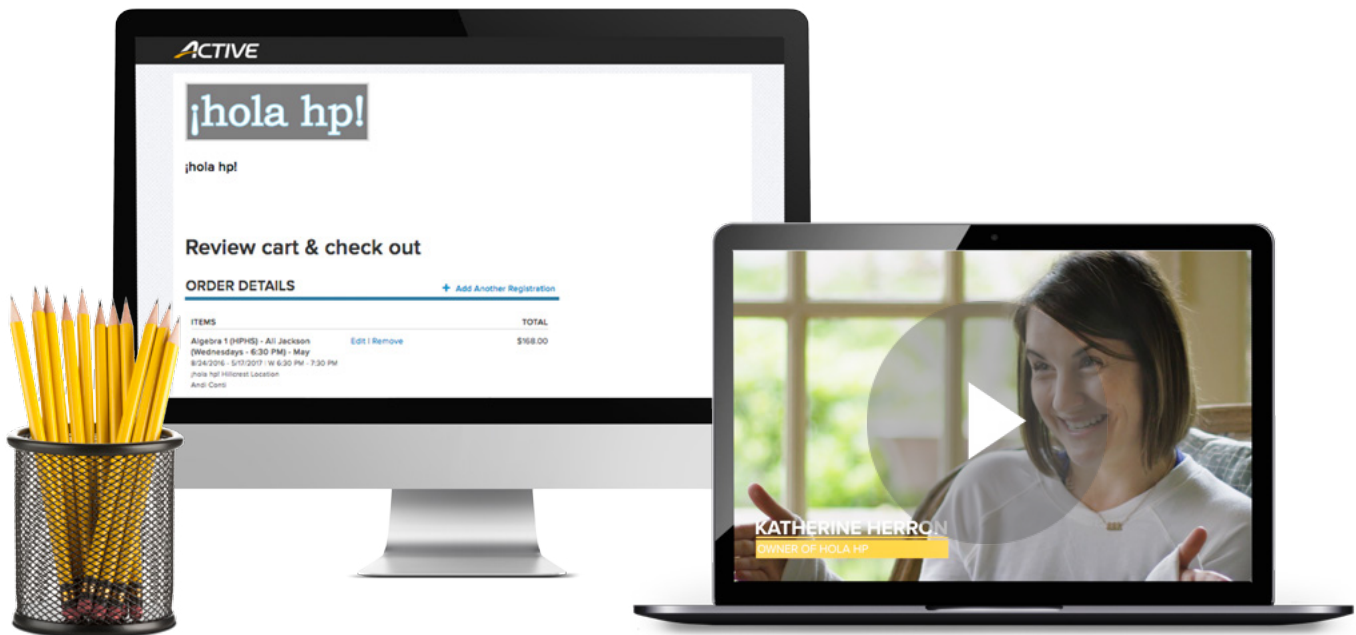 ACTIVE
¡hola hp!
¡hola hp!
Review cart & check out
ORDER DETAILS
+ Add Another Registration
ITEMS TOTAL
Algebra 1 (HPHS) - Ali Jackson Edit | Remove $168.00
(Wednesdays - 6:30 PM) - May
8/24/2016 - 5/17/2017 | W 6:30 PM - 7:30 PM
¡hola hp! Hillcrest Location
Andi Conti
KATHERINE HERRON
OWNER OF HOLA HP